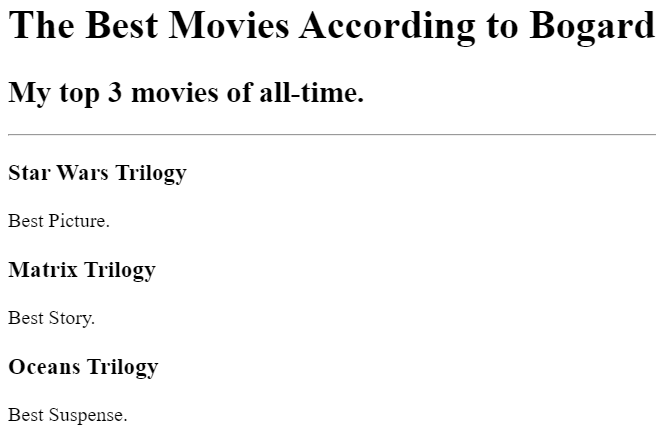 The Best Movies According to Bogard
My top 3 movies of all-time.
Star Wars Trilogy
Best Picture.
Matrix Trilogy
Best Story.
Oceans Trilogy
Best Suspense.